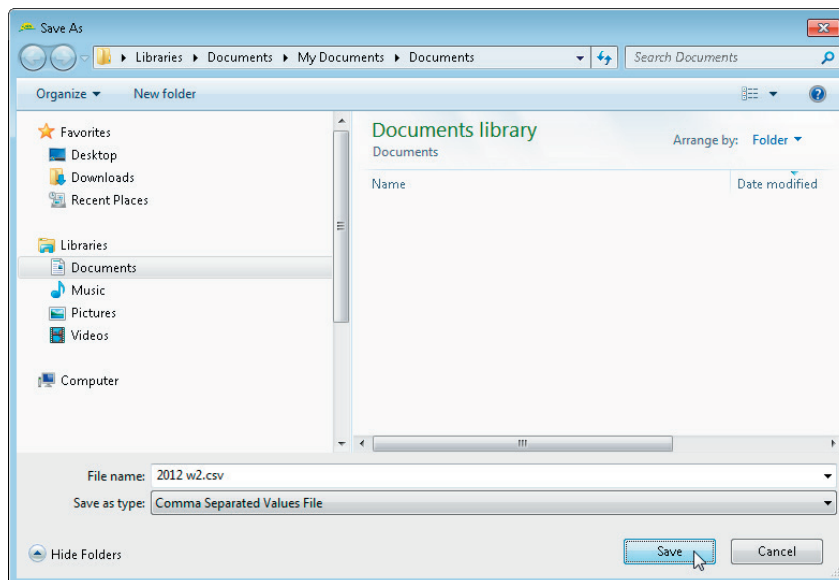 Save As
Libraries Documents My Documents Documents
Search Documents
Organize New folder
Favorites
Desktop
Downloads
Recent Places
Libraries
Documents
Music
Pictures
Videos
Computer
Documents library
Documents
Arrange by: Folder
Name Date modified
File name: 2012 w2.csv
Save as type: Comma Separated Values File
Hide Folders
Save Cancel